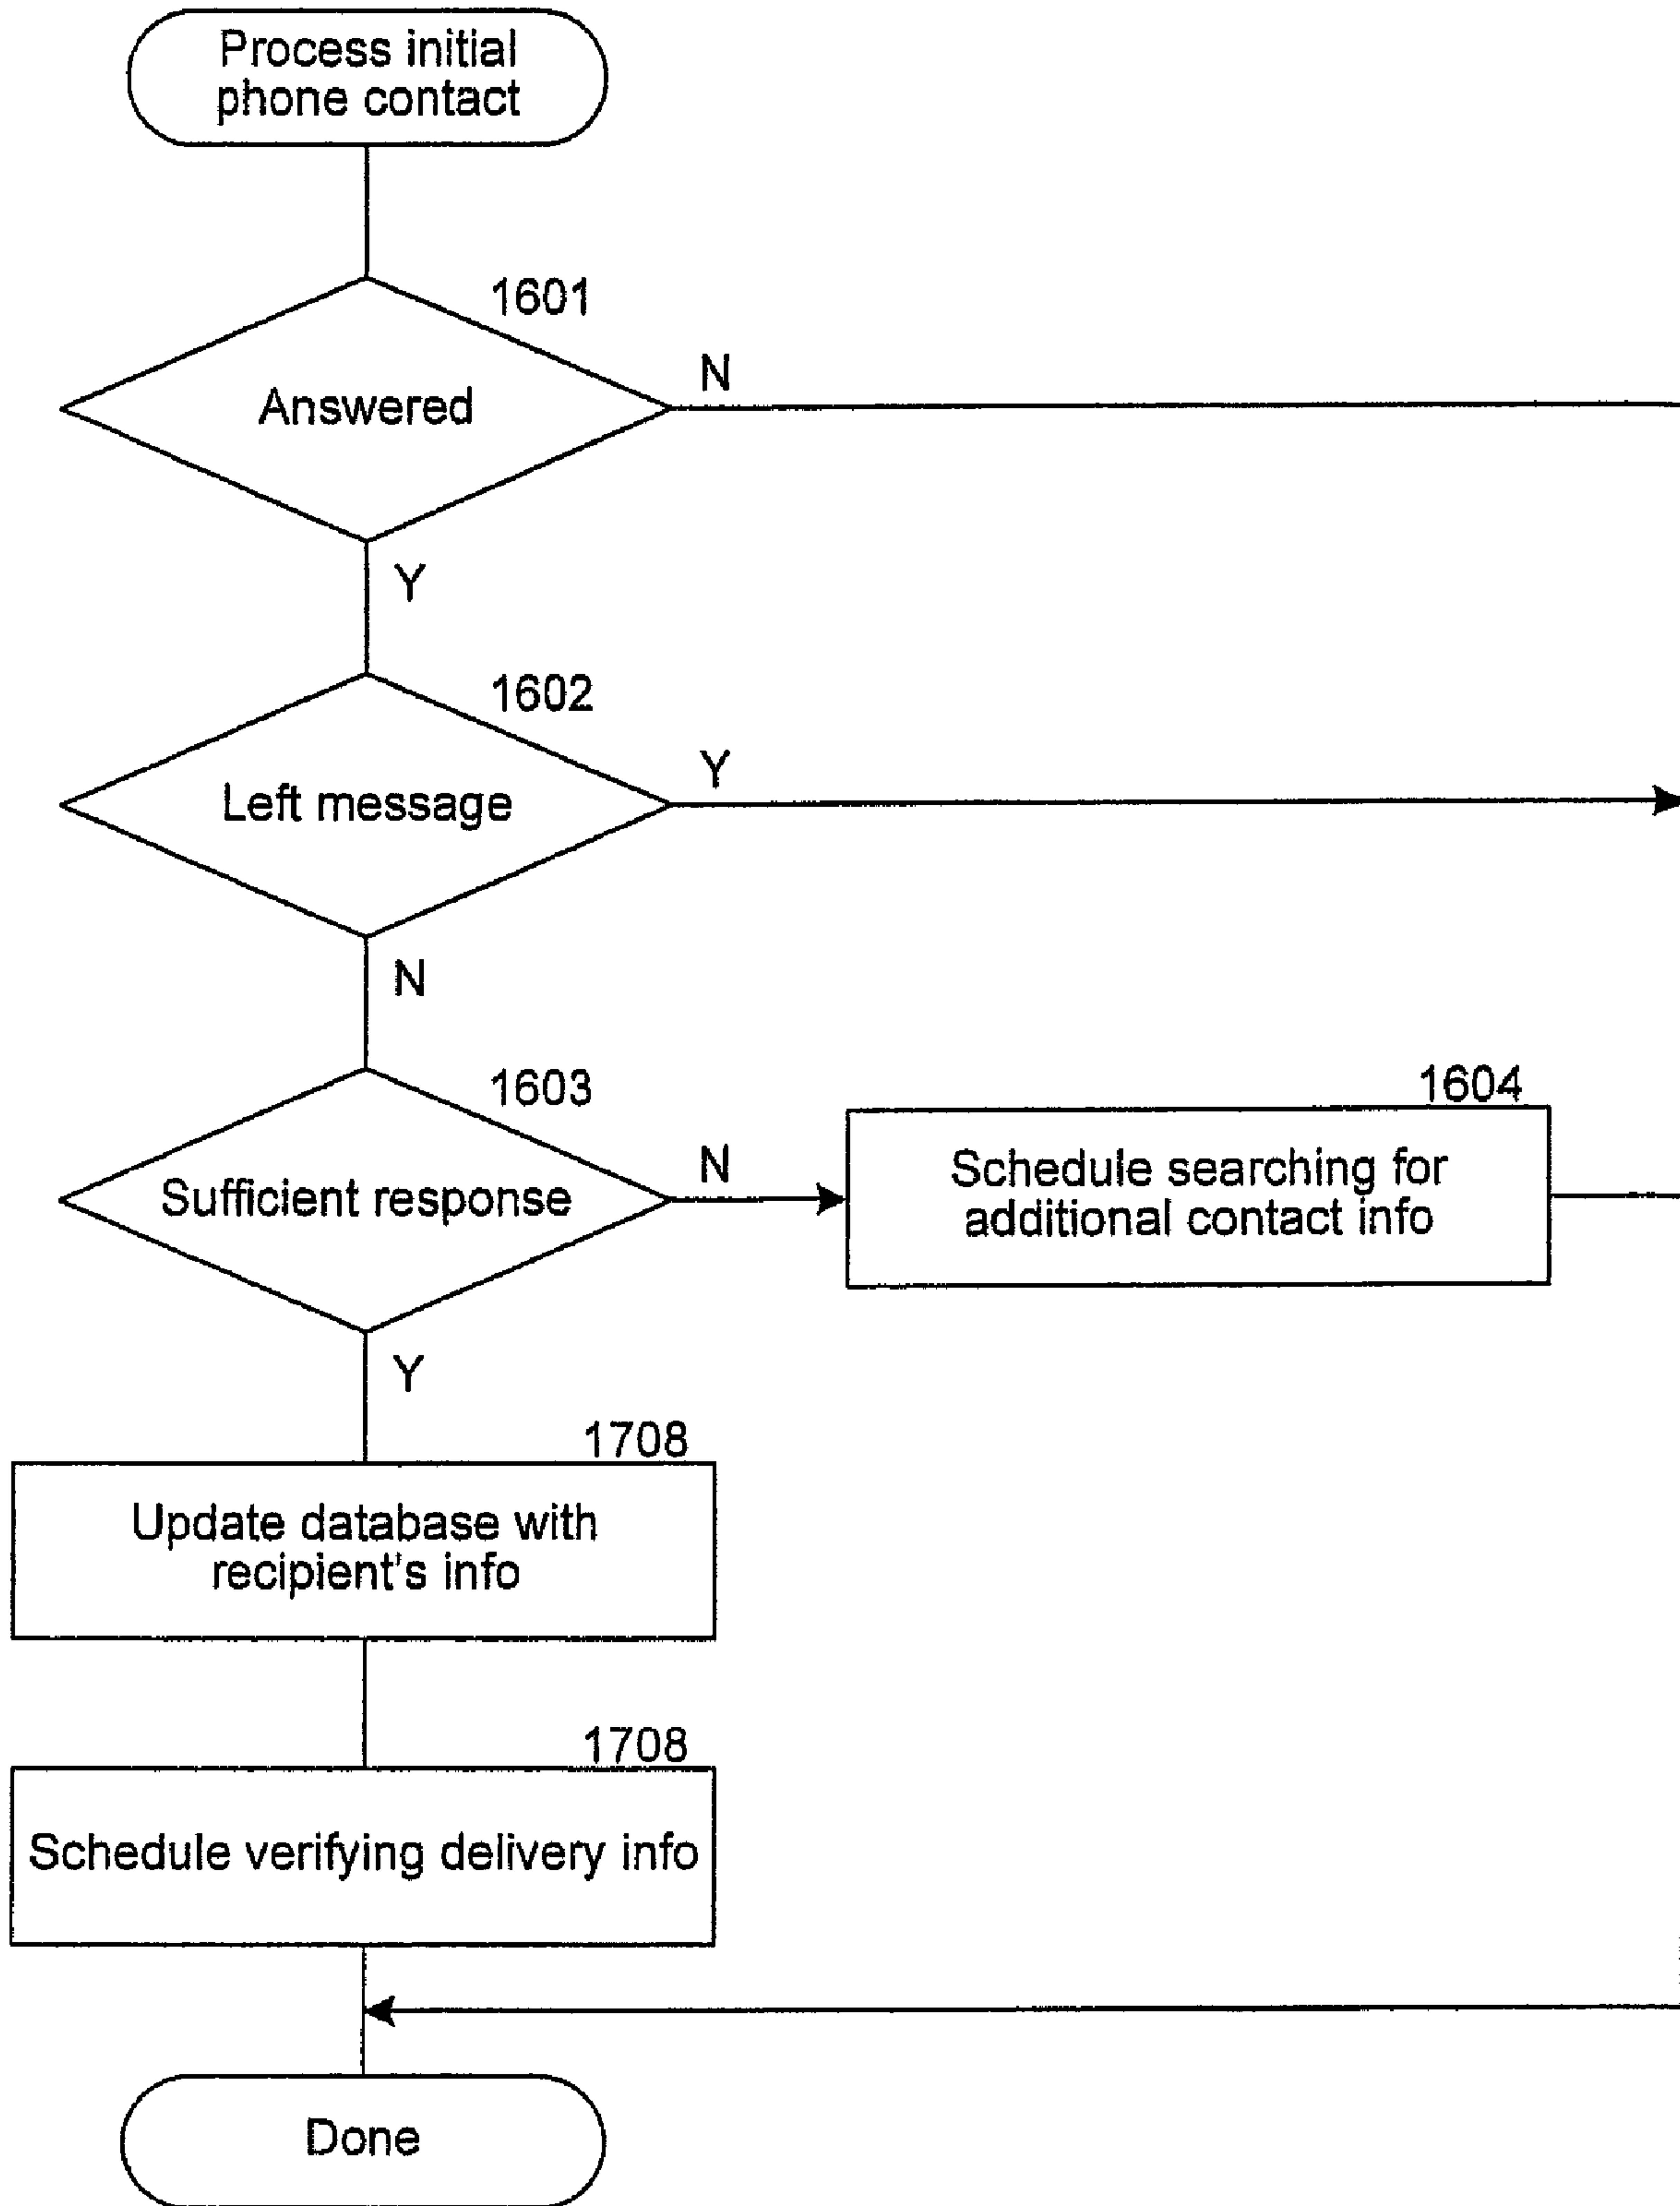 Process initial
phone contact
1601
Answered
N
Y
1602
Left message
Y
N
1603
Sufficient response
N
1604
Schedule searching for
additional contact info
Y
1708
Update database with
recipient's info
1708
Schedule verifying delivery info
Done